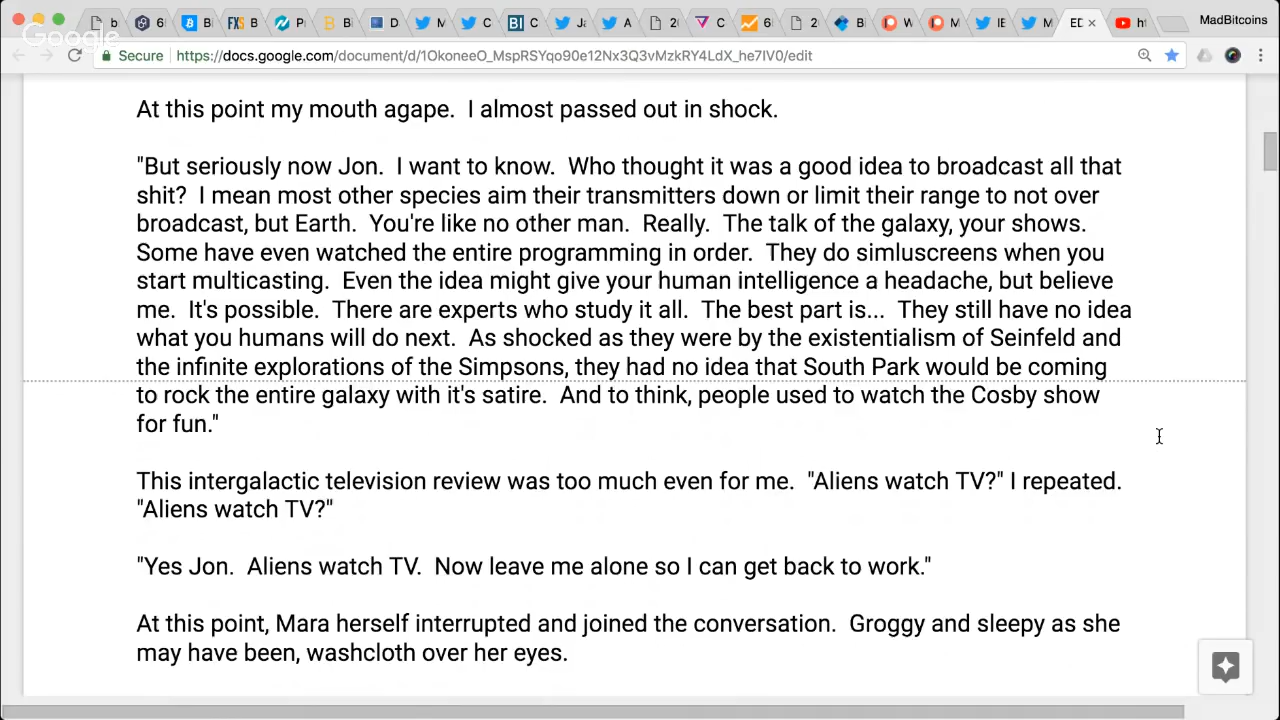 b 6 B FXS B P B D M C BI C Ja A 2 C 6 2 B W M IE M EE × h MadBitcoins
Google
Secure https://docs.google.com/document/d/1OkoneeO_MspRSYqo90e12Nx3Q3vMzkRY4LdX_he7IV0/edit
At this point my mouth agape.  I almost passed out in shock.
"But seriously now Jon.  I want to know.  Who thought it was a good idea to broadcast all that
shit?  I mean most other species aim their transmitters down or limit their range to not over
broadcast, but Earth.  You're like no other man.  Really.  The talk of the galaxy, your shows.
Some have even watched the entire programming in order.  They do simluscreens when you
start multicasting.  Even the idea might give your human intelligence a headache, but believe
me.  It's possible.  There are experts who study it all.  The best part is...  They still have no idea
what you humans will do next.  As shocked as they were by the existentialism of Seinfeld and
the infinite explorations of the Simpsons, they had no idea that South Park would be coming
to rock the entire galaxy with it's satire.  And to think, people used to watch the Cosby show
for fun."
This intergalactic television review was too much even for me.  "Aliens watch TV?" I repeated.
"Aliens watch TV?"
"Yes Jon.  Aliens watch TV.  Now leave me alone so I can get back to work."
At this point, Mara herself interrupted and joined the conversation.  Groggy and sleepy as she
may have been, washcloth over her eyes.